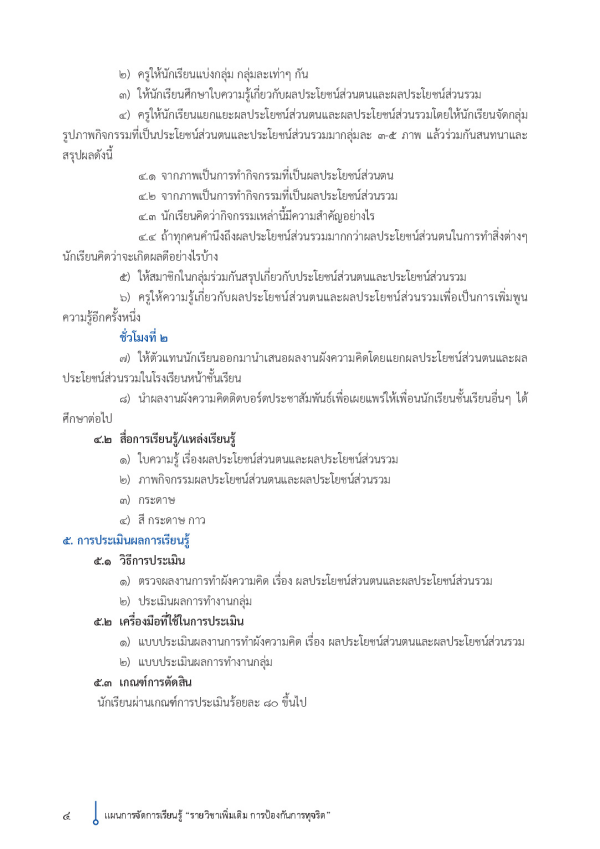 ๒) ครูให้นักเรียนแบ่งกลุ่ม กลุ่มละเท่าๆ กัน
๓) ให้นักเรียนศึกษาใบความรู้เกี่ยวกับผลประโยชน์ส่วนตนและผลประโยชน์ส่วนรวม
๔) ครูให้นักเรียนแยกแยะผลประโยชน์ส่วนตนและผลประโยชน์ส่วนรวมโดยให้นักเรียนจัดกลุ่ม
รูปภาพกิจกรรมที่เป็นประโยชน์ส่วนตนและประโยชน์ส่วนรวมมากลุ่มละ ๓-๕ ภาพ แล้วร่วมกันสนทนาและ
สรุปผลดังนี้
๔.๑ จากภาพเป็นการทำกิจกรรมที่เป็นผลประโยชน์ส่วนตน
๔.๒ จากภาพเป็นการทำกิจกรรมที่เป็นผลประโยชน์ส่วนรวม
๔.๓ นักเรียนคิดว่ากิจกรรมเหล่านี้มีความสำคัญอย่างไร
๔.๔ ถ้าทุกคนคำนึงถึงผลประโยชน์ส่วนรวมมากกว่าผลประโยชน์ส่วนตนในการทำสิ่งต่างๆ
นักเรียนคิดว่าจะเกิดผลดีอย่างไรบ้าง
๕) ให้สมาชิกในกลุ่มร่วมกันสรุปเกี่ยวกับประโยชน์ส่วนตนและประโยชน์ส่วนรวม
๖) ครูให้ความรู้เกี่ยวกับผลประโยชน์ส่วนตนและผลประโยชน์ส่วนรวมเพื่อเป็นการเพิ่มพูน
ความรู้อีกครั้งหนึ่ง
ชั่วโมงที่ ๒
๗) ให้ตัวแทนนักเรียนออกมานำเสนอผลงานผังความคิดโดยแยกผลประโยชน์ส่วนตนและผล
ประโยชน์ส่วนรวมในโรงเรียนหน้าชั้นเรียน
๘) นำผลงานผังความคิดติดบอร์ดประชาสัมพันธ์เพื่อเผยแพร่ให้เพื่อนนักเรียนชั้นเรียนอื่นๆ ได้
ศึกษาต่อไป
๔.๒ สื่อการเรียนรู้/แหล่งเรียนรู้
๑) ใบความรู้ เรื่องผลประโยชน์ส่วนตนและผลประโยชน์ส่วนรวม
๒) ภาพกิจกรรมผลประโยชน์ส่วนตนและผลประโยชน์ส่วนรวม
๓) กระดาษ
๔) สี กระดาษ กาว
๕. การประเมินผลการเรียนรู้
๕.๑ วิธีการประเมิน
๑) ตรวจผลงานการทำผังความคิด เรื่อง ผลประโยชน์ส่วนตนและผลประโยชน์ส่วนรวม
๒) ประเมินผลการทำงานกลุ่ม
๕.๒ เครื่องมือที่ใช้ในการประเมิน
๑) แบบประเมินผลงานการทำผังความคิด เรื่อง ผลประโยชน์ส่วนตนและผลประโยชน์ส่วนรวม
๒) แบบประเมินผลการทำงานกลุ่ม
๕.๓ เกณฑ์การตัดสิน
นักเรียนผ่านเกณฑ์การประเมินร้อยละ ๘๐ ขึ้นไป
๔ แผนการจัดการเรียนรู้ “รายวิชาเพิ่มเติม การป้องกันการทุจริต”